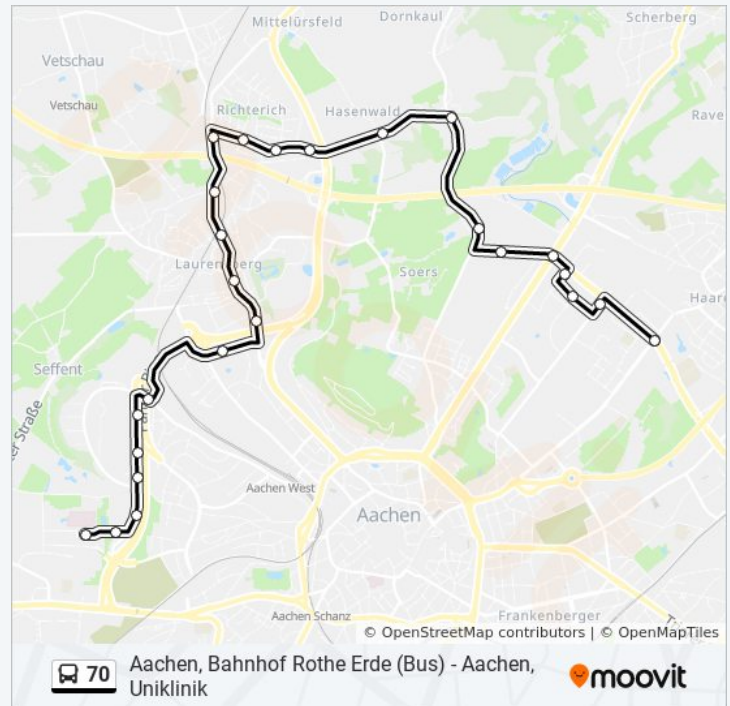 Mittelürsfeld
Dornkaul
Scherberg
Vetschau
Vetschau
Richterich
Hasenwald
Rave
Laurensberg
Soers
Haare
Seffent
er Straße
Aachen West
Aachen
Aachen Schanz
Frankenberger
© OpenStreetMap contributors | © OpenMapTiles
70
Aachen, Bahnhof Rothe Erde (Bus) - Aachen,
Uniklinik
moovit